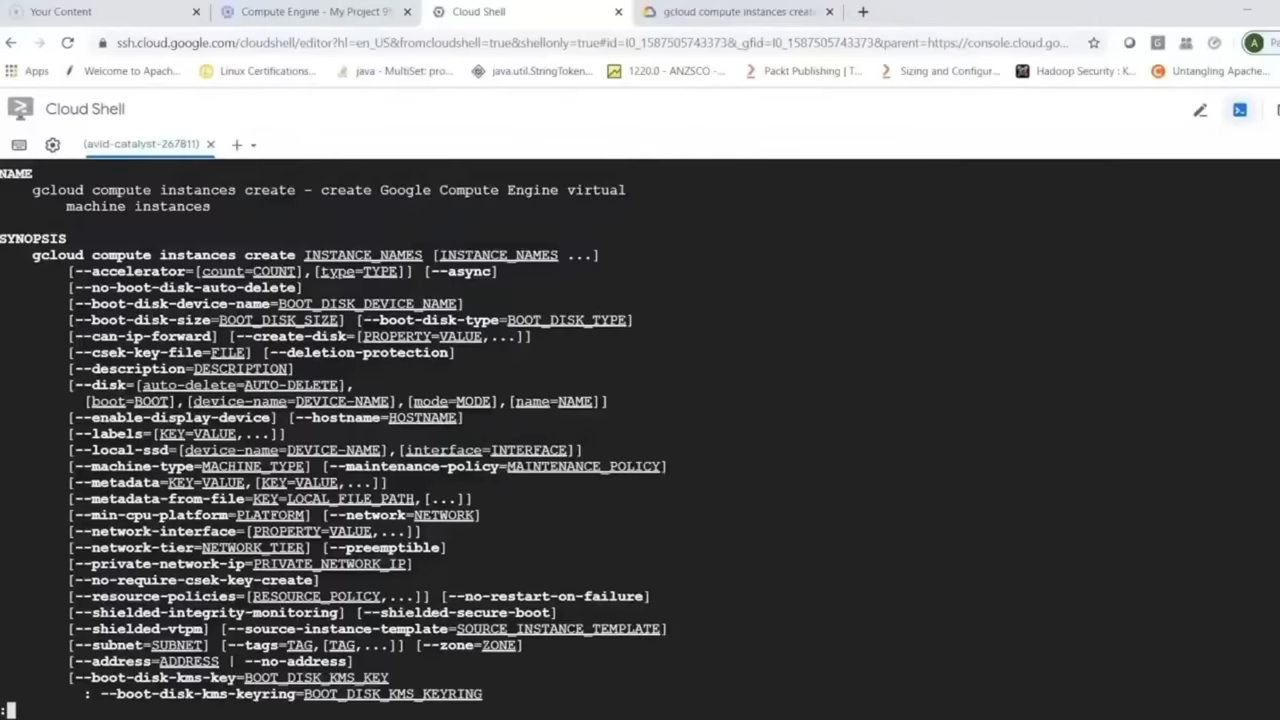 Your Content
Compute Engine - My Project 9
Cloud Shell
gcloud compute instances create
ssh.cloud.google.com/cloudshell/editor?hl=en_US&fromcloudshell=true&shellonly=true#id=I0_1587505743373&_gfid=I0_1587505743373&parent=https://console.cloud.go...
Apps
Welcome to Apach...
Linux Certifications...
java - MultiSet: pro...
java.util.StringToken...
1220.0 - ANZSCO -...
Packt Publishing | T...
Sizing and Configur...
Hadoop Security : K...
Untangling Apache...
Cloud Shell
(avid-catalyst-267811)
NAME
gcloud compute instances create - create Google Compute Engine virtual
machine instances
SYNOPSIS
gcloud compute instances create INSTANCE_NAMES [INSTANCE_NAMES ...]
[--accelerator=[count=COUNT],[type=TYPE]] [--async]
[--no-boot-disk-auto-delete]
[--boot-disk-device-name=BOOT_DISK_DEVICE_NAME]
[--boot-disk-size=BOOT_DISK_SIZE] [--boot-disk-type=BOOT_DISK_TYPE]
[--can-ip-forward] [--create-disk=[PROPERTY=VALUE,...]]
[--csek-key-file=FILE] [--deletion-protection]
[--description=DESCRIPTION]
[--disk=[auto-delete=AUTO-DELETE],
[boot=BOOT],[device-name=DEVICE-NAME],[mode=MODE],[name=NAME]]
[--enable-display-device] [--hostname=HOSTNAME]
[--labels=[KEY=VALUE,...]]
[--local-ssd=[device-name=DEVICE-NAME],[interface=INTERFACE]]
[--machine-type=MACHINE_TYPE] [--maintenance-policy=MAINTENANCE_POLICY]
[--metadata=KEY=VALUE,[KEY=VALUE,...]]
[--metadata-from-file=KEY=LOCAL_FILE_PATH,[...]]
[--min-cpu-platform=PLATFORM] [--network=NETWORK]
[--network-interface=[PROPERTY=VALUE,...]]
[--network-tier=NETWORK_TIER] [--preemptible]
[--private-network-ip=PRIVATE_NETWORK_IP]
[--no-require-csek-key-create]
[--resource-policies=[RESOURCE_POLICY,...]] [--no-restart-on-failure]
[--shielded-integrity-monitoring] [--shielded-secure-boot]
[--shielded-vtpm] [--source-instance-template=SOURCE_INSTANCE_TEMPLATE]
[--subnet=SUBNET] [--tags=TAG,[TAG,...]] [--zone=ZONE]
[--address=ADDRESS | --no-address]
[--boot-disk-kms-key=BOOT_DISK_KMS_KEY
: --boot-disk-kms-keyring=BOOT_DISK_KMS_KEYRING
: